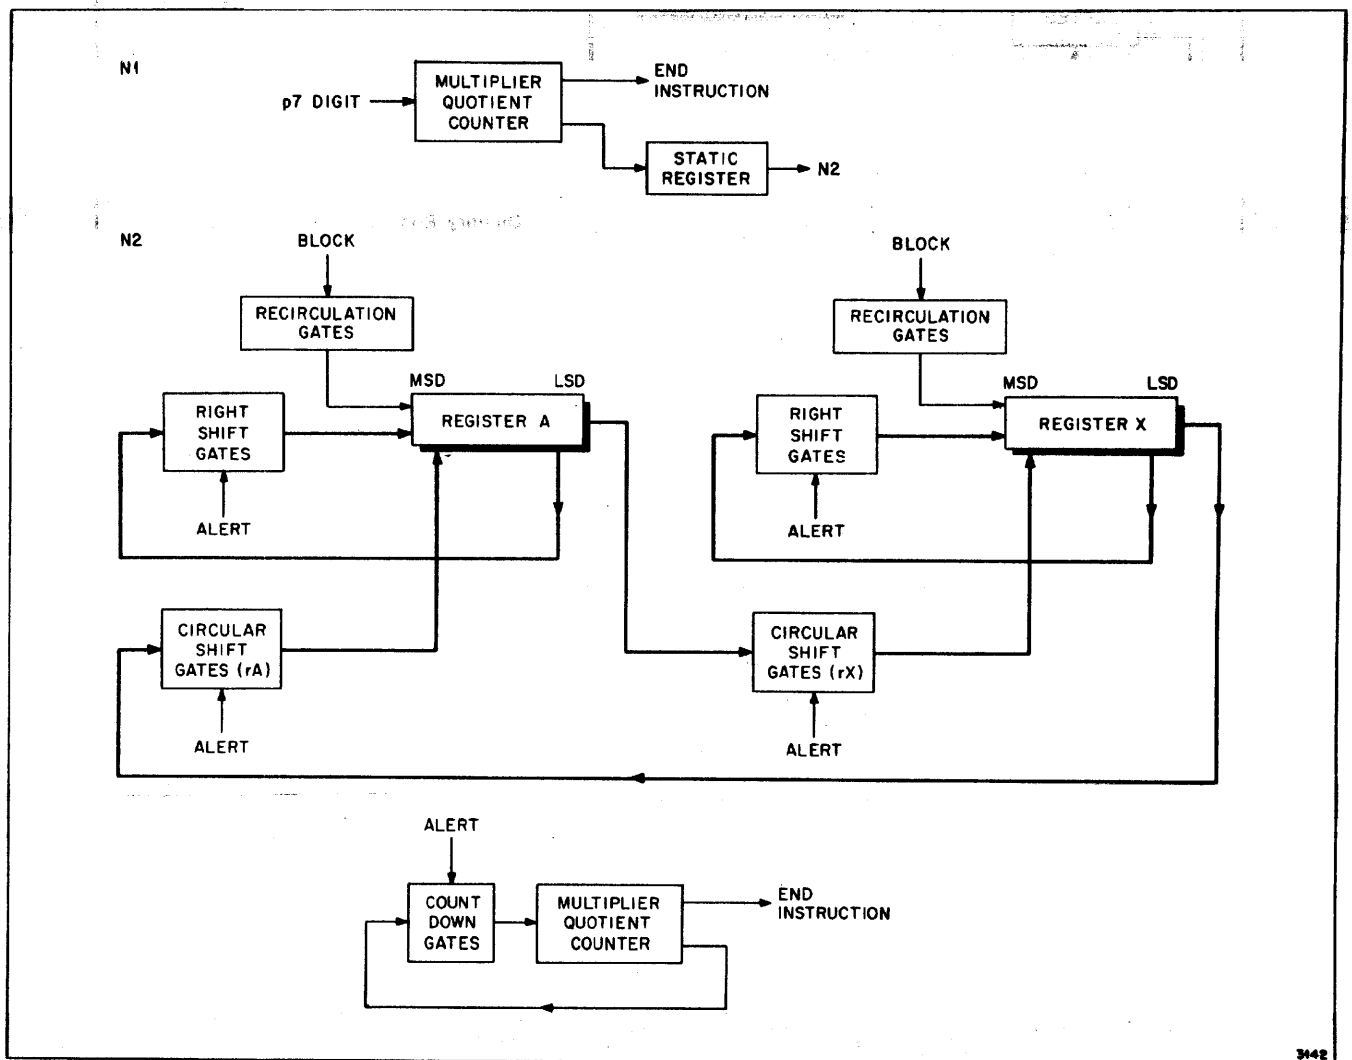 N1
p7 DIGIT
MULTIPLIER
QUOTIENT
COUNTER
END
INSTRUCTION
STATIC
REGISTER
N2
N2
BLOCK
RECIRCULATION
GATES
MSD
LSD
REGISTER A
RIGHT
SHIFT
GATES
ALERT
CIRCULAR
SHIFT
GATES (rA)
ALERT
BLOCK
RECIRCULATION
GATES
MSD
LSD
REGISTER X
RIGHT
SHIFT
GATES
ALERT
CIRCULAR
SHIFT
GATES (rX)
ALERT
ALERT
COUNT
DOWN
GATES
MULTIPLIER
QUOTIENT
COUNTER
END
INSTRUCTION
3142